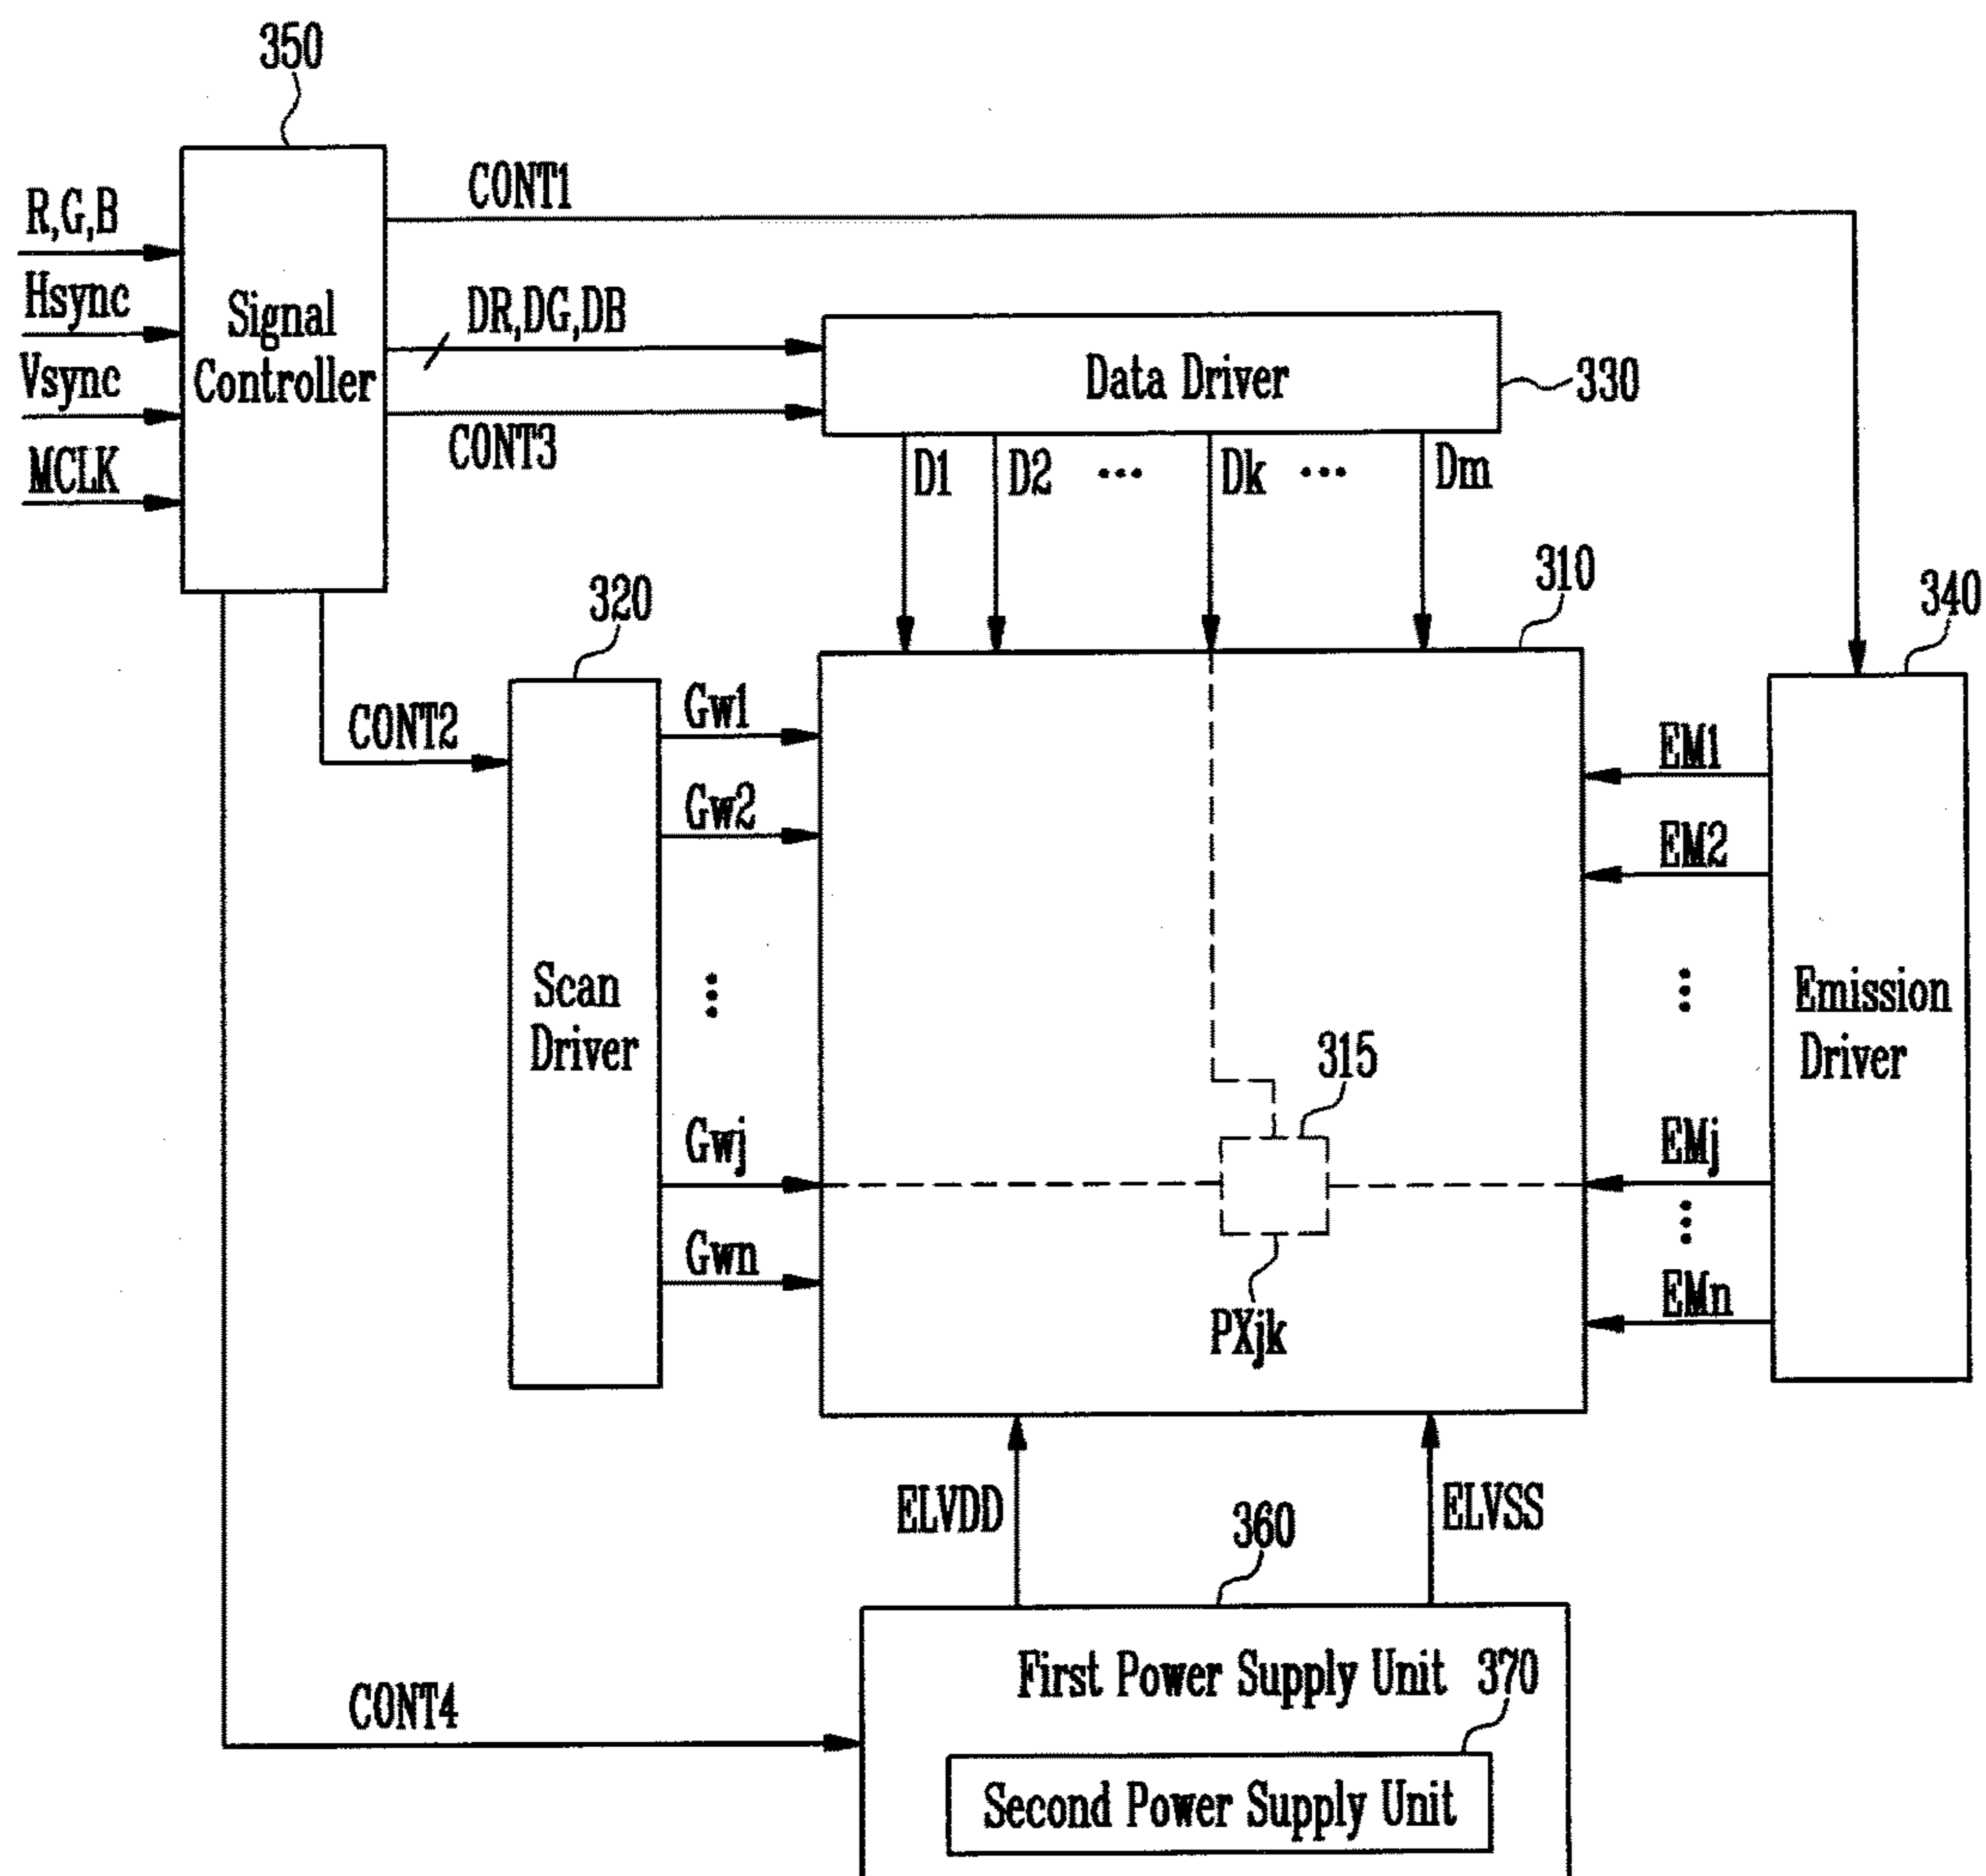 350
CONT1
R,G,B
Hsync
Vsync
MCLK
Signal
Controller
DR,DG,DB
CONT3
Data Driver
330
D1
D2
...
Dk
...
Dm
310
340
320
CONT2
Gw1
Gw2
...
Gwj
Gwn
Scan
Driver
315
PXjk
EM1
EM2
...
EMj
...
EMn
Emission
Driver
ELVDD
ELVSS
360
CONT4
First Power Supply Unit
370
Second Power Supply Unit